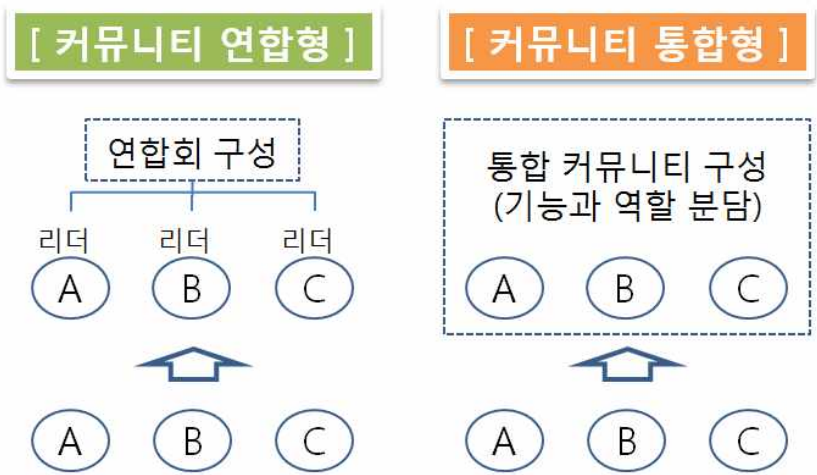 [ 커뮤니티 연합형 ]
연합회 구성
리더 리더 리더
A B C
A B C
[ 커뮤니티 통합형 ]
통합 커뮤니티 구성
(기능과 역할 분담)
A B C
A B C